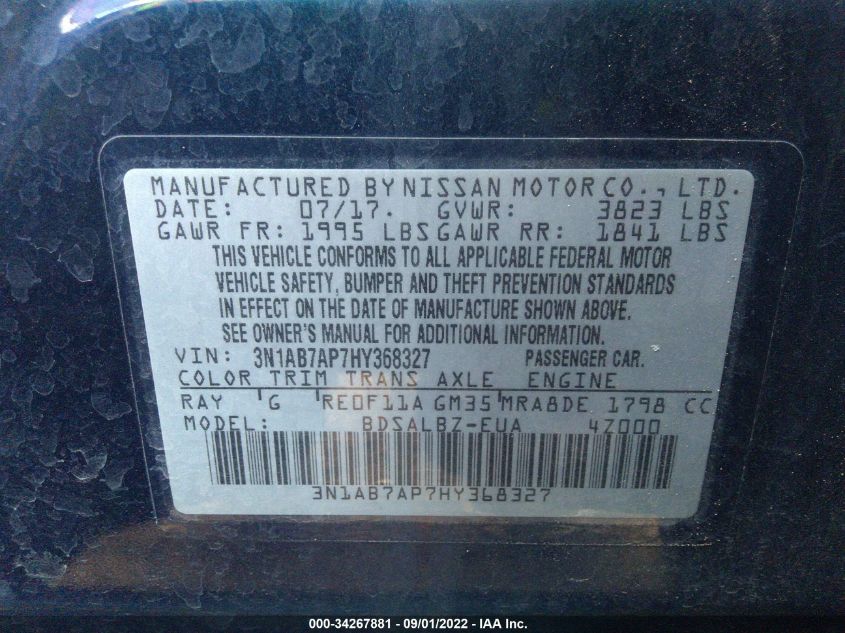 MANUFACTURED BY NISSAN MOTOR CO., LTD.
DATE: 07/17. GVWR: 3823 LBS
GAWR FR: 1995 LBS GAWR RR: 1841 LBS
THIS VEHICLE CONFORMS TO ALL APPLICABLE FEDERAL MOTOR
VEHICLE SAFETY, BUMPER AND THEFT PREVENTION STANDARDS
IN EFFECT ON THE DATE OF MANUFACTURE SHOWN ABOVE.
SEE OWNER'S MANUAL FOR ADDITIONAL INFORMATION.
VIN: 3N1AB7AP7HY368327 PASSENGER CAR.
COLOR TRIM TRANS AXLE ENGINE
RAY G RE0F11A GM35 MRA8DE 1798 CC
MODEL: BDSALBZ-EUA 4Z000
3N1AB7AP7HY368327
000-34267881 - 09/01/2022 - IAA Inc.